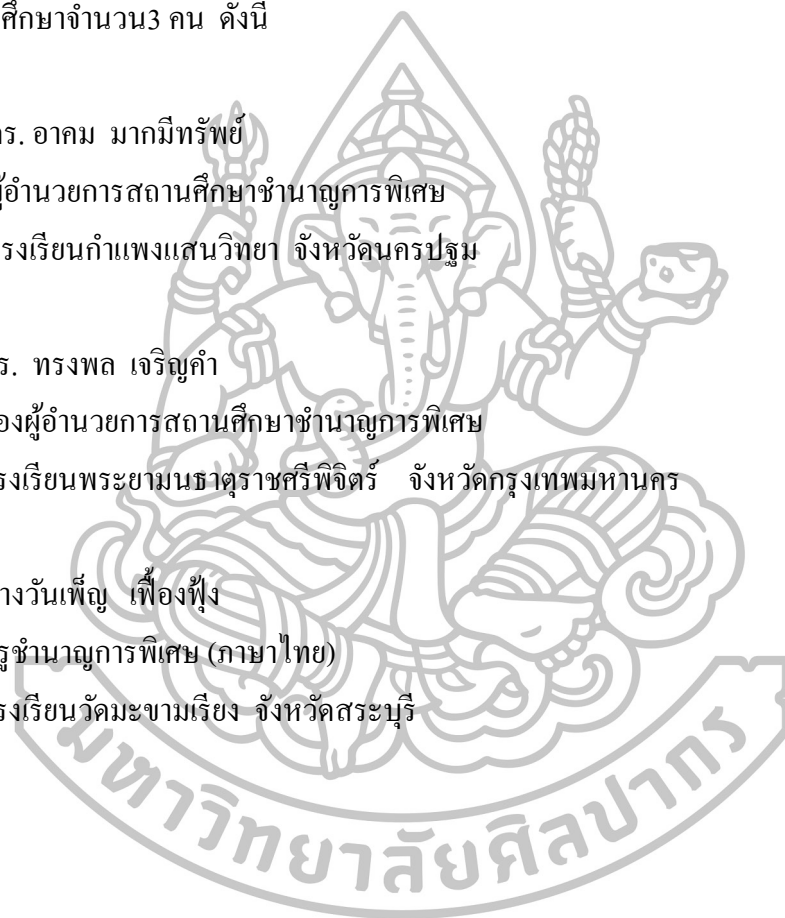 ศึกษาจำนวน3 คน ดังนี้
ดร. อาคม มากมีทรัพย์
ผู้อำนวยการสถานศึกษาชำนาญการพิเศษ
โรงเรียนกำแพงแสนวิทยา จังหวัดนครปฐม
ร. ทรงพล เจริญคำ
องผู้อำนวยการสถานศึกษาชำนาญการพิเศษ
รงเรียนพระยามนธาตุราชศรีพิจิตร์ จังหวัดกรุงเทพมหานคร
างวันเพ็ญ เฟื้องฟุ้ง
รูชำนาญการพิเศษ (ภาษาไทย)
รงเรียนวัดมะขามเรียง จังหวัดสระบุรี
มหาวิทยาลัยศิลปากร